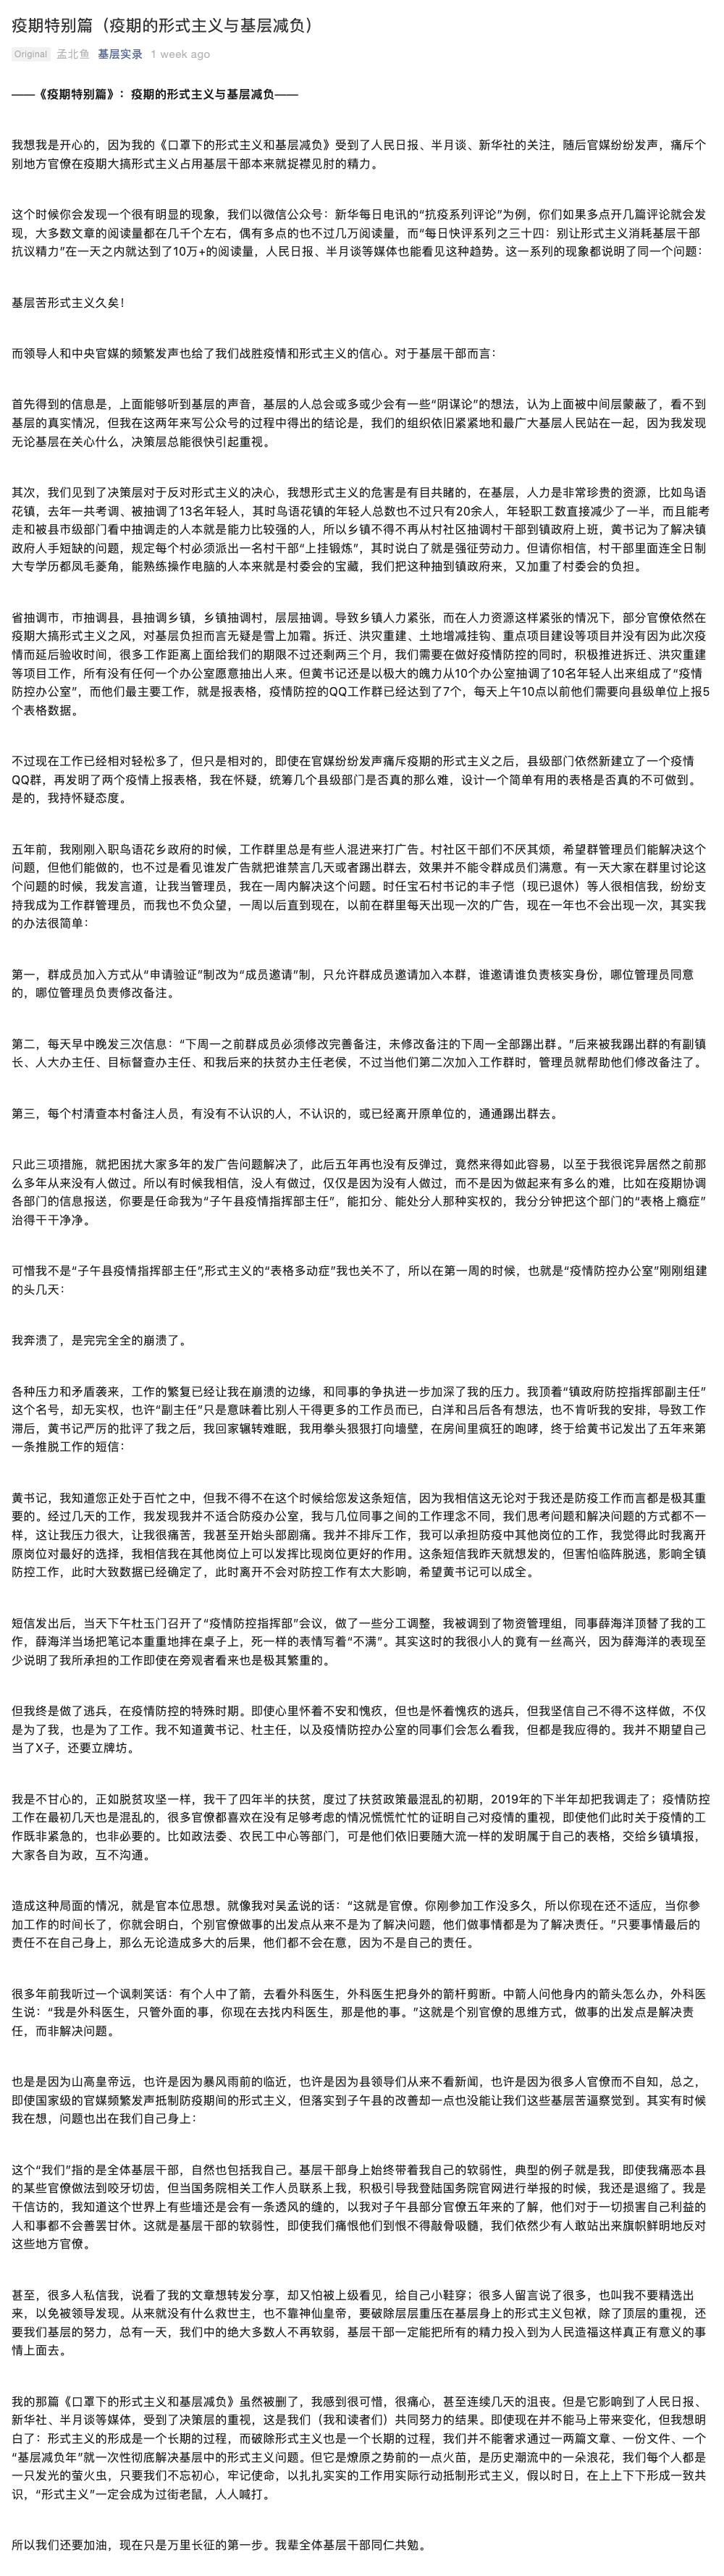 疫期特别篇（疫期的形式主义与基层减负）
Original 孟北鱼 基层实录 1 week ago
——《疫期特别篇》：疫期的形式主义与基层减负——
我想我是开心的，因为我的《口罩下的形式主义和基层减负》受到了人民日报、半月谈、新华社的关注，随后官媒纷纷发声，痛斥个
别地方官僚在疫期大搞形式主义占用基层干部本来就捉襟见肘的精力。
这个时候你会发现一个很有明显的现象，我们以微信公众号：新华每日电讯的“抗疫系列评论”为例，你们如果多点开几篇评论就会发
现，大多数文章的阅读量都在几千个左右，偶有多点的也不过几万阅读量，而“每日快评系列之三十四：别让形式主义消耗基层干部
抗议精力”在一天之内就达到了10万+的阅读量，人民日报、半月谈等媒体也能看见这种趋势。这一系列的现象都说明了同一个问题：
基层苦形式主义久矣！
而领导人和中央官媒的频繁发声也给了我们战胜疫情和形式主义的信心。对于基层干部而言：
首先得到的信息是，上面能够听到基层的声音，基层的人总会或多或少会有一些“阴谋论”的想法，认为上面被中间层蒙蔽了，看不到
基层的真实情况，但我在这两年来写公众号的过程中得出的结论是，我们的组织依旧紧紧地和最广大基层人民站在一起，因为我发现
无论基层在关心什么，决策层总能很快引起重视。
其次，我们见到了决策层对于反对形式主义的决心，我想形式主义的危害是有目共睹的，在基层，人力是非常珍贵的资源，比如鸟语
花镇，去年一共考调、被抽调了13名年轻人，其时鸟语花镇的年轻人总数也不过只有20余人，年轻职工数直接减少了一半，而且能考
走和被县市级部门看中抽调走的人本就是能力比较强的人，所以乡镇不得不再从村社区抽调村干部到镇政府上班，黄书记为了解决镇
政府人手短缺的问题，规定每个村必须派出一名村干部“上挂锻炼”，其时说白了就是强征劳动力。但请你相信，村干部里面连全日制
大专学历都凤毛菱角，能熟练操作电脑的人本来就是村委会的宝藏，我们把这种抽到镇政府来，又加重了村委会的负担。
省抽调市，市抽调县，县抽调乡镇，乡镇抽调村，层层抽调。导致乡镇人力紧张，而在人力资源这样紧张的情况下，部分官僚依然在
疫期大搞形式主义之风，对基层负担而言无疑是雪上加霜。拆迁、洪灾重建、土地增减挂钩、重点项目建设等项目并没有因为此次疫
情而延后验收时间，很多工作距离上面给我们的期限不过还剩两三个月，我们需要在做好疫情防控的同时，积极推进拆迁、洪灾重建
等项目工作，所有没有任何一个办公室愿意抽出人来。但黄书记还是以极大的魄力从10个办公室抽调了10名年轻人出来组成了“疫情
防控办公室”，而他们最主要工作，就是报表格，疫情防控的QQ工作群已经达到了7个，每天上午10点以前他们需要向县级单位上报5
个表格数据。
不过现在工作已经相对轻松多了，但只是相对的，即使在官媒纷纷发声痛斥疫期的形式主义之后，县级部门依然新建立了一个疫情
QQ群，再发明了两个疫情上报表格，我在怀疑，统筹几个县级部门是否真的那么难，设计一个简单有用的表格是否真的不可做到。
是的，我持怀疑态度。
五年前，我刚刚入职鸟语花乡政府的时候，工作群里总是有些人混进来打广告。村社区干部们不厌其烦，希望群管理员们能解决这个
问题，但他们能做的，也不过是看见谁发广告就把谁禁言几天或者踢出群去，效果并不能令群成员们满意。有一天大家在群里讨论这
个问题的时候，我发言道，让我当管理员，我在一周内解决这个问题。时任宝石村书记的丰子恺（现已退休）等人很相信我，纷纷支
持我成为工作群管理员，而我也不负众望，一周以后直到现在，以前在群里每天出现一次的广告，现在一年也不会出现一次，其实我
的办法很简单：
第一，群成员加入方式从“申请验证”制改为“成员邀请”制，只允许群成员邀请加入本群，谁邀请谁负责核实身份，哪位管理员同意
的，哪位管理员负责修改备注。
第二，每天早中晚发三次信息：“下周一之前群成员必须修改完善备注，未修改备注的下周一全部踢出群。”后来被我踢出群的有副镇
长、人大办主任、目标督查办主任、和我后来的扶贫办主任老侯，不过当他们第二次加入工作群时，管理员就帮助他们修改备注了。
第三，每个村清查本村备注人员，有没有不认识的人，不认识的，或已经离开原单位的，通通踢出群去。
只此三项措施，就把困扰大家多年的发广告问题解决了，此后五年再也没有反弹过，竟然来得如此容易，以至于我很诧异居然之前那
么多年从来没有人做过。所以有时候我相信，没人有做过，仅仅是因为没有人做过，而不是因为做起来有多么的难，比如在疫期协调
各部门的信息报送，你要是任命我为“子午县疫情指挥部主任”，能扣分、能处分人那种实权的，我分分钟把这个部门的“表格上瘾症”
治得干干净净。
可惜我不是“子午县疫情指挥部主任”,形式主义的“表格多动症”我也关不了，所以在第一周的时候，也就是“疫情防控办公室”刚刚组建
的头几天：
我奔溃了，是完完全全的崩溃了。
各种压力和矛盾袭来，工作的繁复已经让我在崩溃的边缘，和同事的争执进一步加深了我的压力。我顶着“镇政府防控指挥部副主任”
这个名号，却无实权，也许“副主任”只是意味着比别人干得更多的工作员而已，白洋和吕后各有想法，也不肯听我的安排，导致工作
滞后，黄书记严厉的批评了我之后，我回家辗转难眠，我用拳头狠狠打向墙壁，在房间里疯狂的咆哮，终于给黄书记发出了五年来第
一条推脱工作的短信：
黄书记，我知道您正处于百忙之中，但我不得不在这个时候给您发这条短信，因为我相信这无论对于我还是防疫工作而言都是极其重
要的。经过几天的工作，我发现我并不适合防疫办公室，我与几位同事之间的工作理念不同，我们思考问题和解决问题的方式都不一
样，这让我压力很大，让我很痛苦，我甚至开始头部剧痛。我并不排斥工作，我可以承担防疫中其他岗位的工作，我觉得此时我离开
原岗位对最好的选择，我相信我在其他岗位上可以发挥比现岗位更好的作用。这条短信我昨天就想发的，但害怕临阵脱逃，影响全镇
防控工作，此时大致数据已经确定了，此时离开不会对防控工作有太大影响，希望黄书记可以成全。
短信发出后，当天下午杜玉门召开了“疫情防控指挥部”会议，做了一些分工调整，我被调到了物资管理组，同事薛海洋顶替了我的工
作，薛海洋当场把笔记本重重地摔在桌子上，死一样的表情写着“不满”。其实这时的我很小人的竟有一丝高兴，因为薛海洋的表现至
少说明了我所承担的工作即使在旁观者看来也是极其繁重的。
但我终是做了逃兵，在疫情防控的特殊时期。即使心里怀着不安和愧疚，但也是怀着愧疚的逃兵，但我坚信自己不得不这样做，不仅
是为了我，也是为了工作。我不知道黄书记、杜主任，以及疫情防控办公室的同事们会怎么看我，但都是我应得的。我并不期望自己
当了X子，还要立牌坊。
我是不甘心的，正如脱贫攻坚一样，我干了四年半的扶贫，度过了扶贫政策最混乱的初期，2019年的下半年却把我调走了；疫情防控
工作在最初几天也是混乱的，很多官僚都喜欢在没有足够考虑的情况慌慌忙忙的证明自己对疫情的重视，即使他们此时关于疫情的工
作既非紧急的，也非必要的。比如政法委、农民工中心等部门，可是他们依旧要随大流一样的发明属于自己的表格，交给乡镇填报，
大家各自为政，互不沟通。
造成这种局面的情况，就是官本位思想。就像我对吴孟说的话：“这就是官僚。你刚参加工作没多久，所以你现在还不适应，当你参
加工作的时间长了，你就会明白，个别官僚做事的出发点从来不是为了解决问题，他们做事情都是为了解决责任。”只要事情最后的
责任不在自己身上，那么无论造成多大的后果，他们都不会在意，因为不是自己的责任。
很多年前我听过一个讽刺笑话：有个人中了箭，去看外科医生，外科医生把身外的箭杆剪断。中箭人问他身内的箭头怎么办，外科医
生说：“我是外科医生，只管外面的事，你现在去找内科医生，那是他的事。”这就是个别官僚的思维方式，做事的出发点是解决责
任，而非解决问题。
也是是因为山高皇帝远，也许是因为暴风雨前的临近，也许是因为县领导们从来不看新闻，也许是因为很多人官僚而不自知，总之，
即使国家级的官媒频繁发声抵制防疫期间的形式主义，但落实到子午县的改善却一点也没能让我们这些基层苦逼察觉到。其实有时候
我在想，问题也出在我们自己身上：
这个“我们”指的是全体基层干部，自然也包括我自己。基层干部身上始终带着我自己的软弱性，典型的例子就是我，即使我痛恶本县
的某些官僚做法到咬牙切齿，但当国务院相关工作人员联系上我，积极引导我登陆国务院官网进行举报的时候，我还是退缩了。我是
干信访的，我知道这个世界上有些墙还是会有一条透风的缝的，以我对子午县部分官僚五年来的了解，他们对于一切损害自己利益的
人和事都不会善罢甘休。这就是基层干部的软弱性，即使我们痛恨他们到恨不得敲骨吸髓，我们依然少有人敢站出来旗帜鲜明地反对
这些地方官僚。
甚至，很多人私信我，说看了我的文章想转发分享，却又怕被上级看见，给自己小鞋穿；很多人留言说了很多，也叫我不要精选出
来，以免被领导发现。从来就没有什么救世主，也不靠神仙皇帝，要破除层层重压在基层身上的形式主义包袱，除了顶层的重视，还
要我们基层的努力，总有一天，我们中的绝大多数人不再软弱，基层干部一定能把所有的精力投入到为人民造福这样真正有意义的事
情上面去。
我的那篇《口罩下的形式主义和基层减负》虽然被删了，我感到很可惜，很痛心，甚至连续几天的沮丧。但是它影响到了人民日报、
新华社、半月谈等媒体，受到了决策层的重视，这是我们（我和读者们）共同努力的结果。即使现在并不能马上带来变化，但我想明
白了：形式主义的形成是一个长期的过程，而破除形式主义也是一个长期的过程，我们并不能奢求通过一两篇文章、一份文件、一个
“基层减负年”就一次性彻底解决基层中的形式主义问题。但它是燎原之势前的一点火苗，是历史潮流中的一朵浪花，我们每个人都是
一只发光的萤火虫，只要我们不忘初心，牢记使命，以扎扎实实的工作用实际行动抵制形式主义，假以时日，在上上下下形成一致共
识，“形式主义”一定会成为过街老鼠，人人喊打。
所以我们还要加油，现在只是万里长征的第一步。我辈全体基层干部同仁共勉。